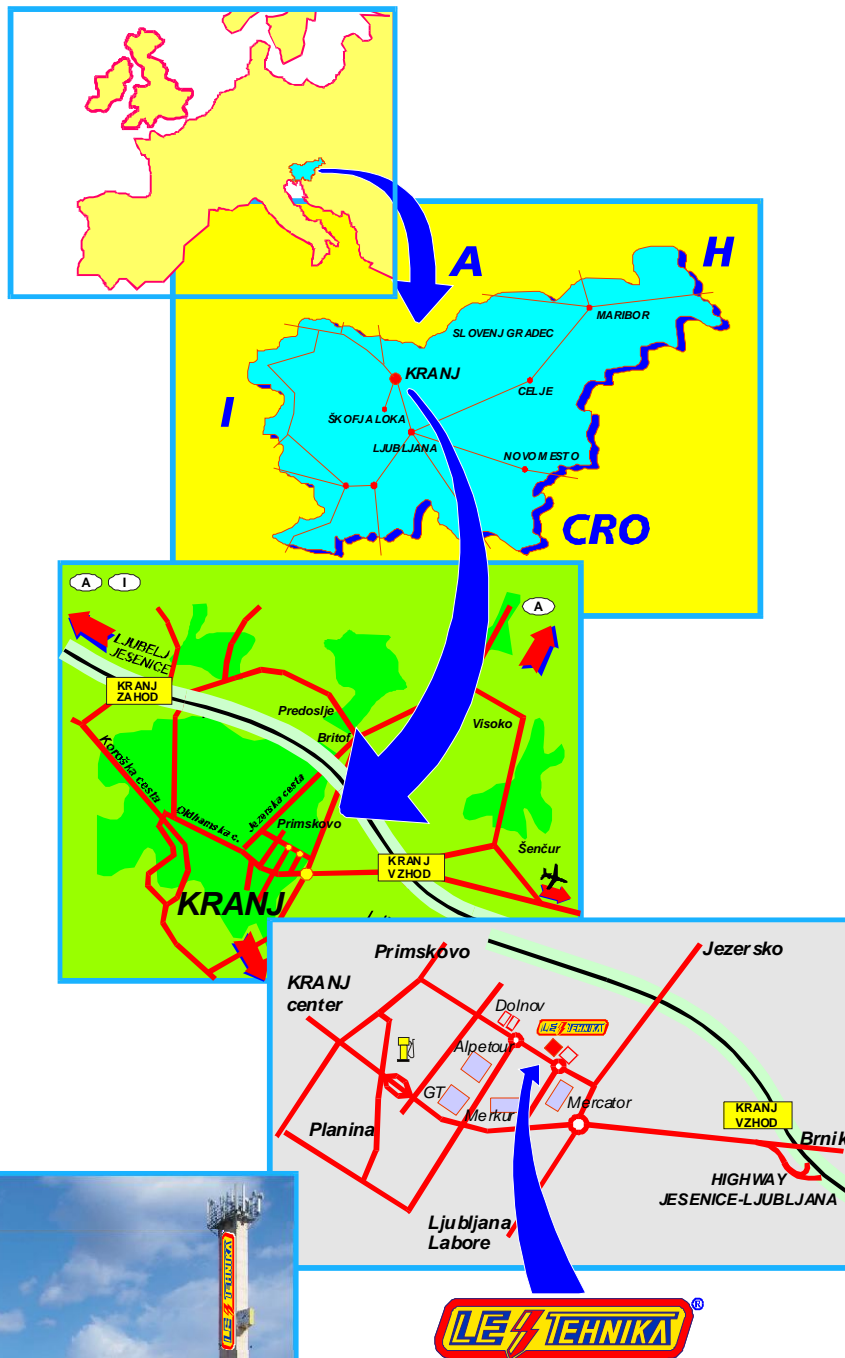 A
H
SLOVENJ GRADEC
MARIBOR
KRANJ
CELJE
I
ŠKOFJA LOKA
LJUBLJANA
NOVO MESTO
CRO
A
I
A
LJUBELJ
JESENICE
KRANJ
ZAHOD
Predoslje
Britof
Visoko
Koroška cesta
Oldhamska c.
Jezerska cesta
Primskovo
Šenčur
KRANJ
VZHOD
KRANJ
Primskovo
Jezersko
KRANJ
center
Dolnov
LE TEHNIKA
Alpetour
GT
Merkur
Mercator
Planina
KRANJ
VZHOD
Brnik
HIGHWAY
JESENICE-LJUBLJANA
Ljubljana
Labore
LE TEHNIKA
LE TEHNIKA®